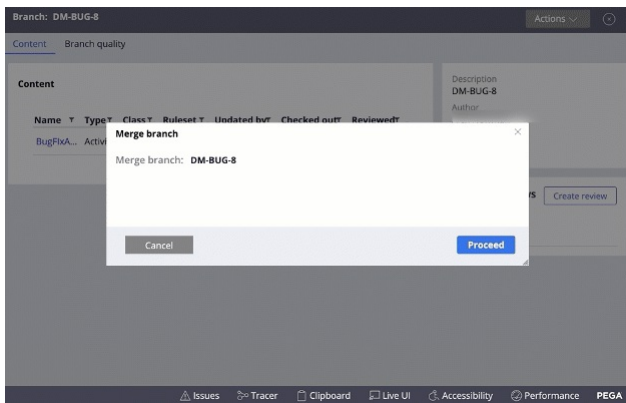 Branch: DM-BUG-8
Actions
Content Branch quality
Content
Description
DM-BUG-8
Author
Name Type Class Ruleset Updated by Checked out Reviewed
BugFixA... Activi
Merge branch
Merge branch: DM-BUG-8
Create review
Cancel Proceed
Issues Tracer Clipboard Live UI Accessibility Performance PEGA